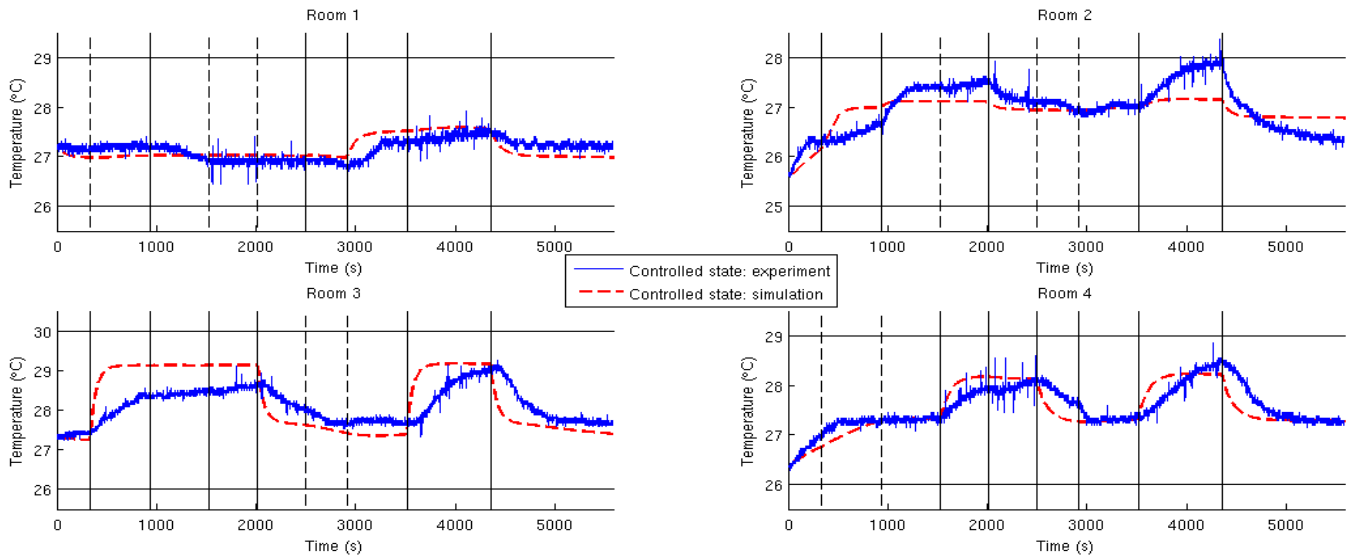 Room 1
Temperature (°C)
29
28
27
26
0 1000 2000 3000 4000 5000
Time (s)
Room 2
Temperature (°C)
28
27
26
25
0 1000 2000 3000 4000 5000
Time (s)
Controlled state: experiment
Controlled state: simulation
Room 3
Temperature (°C)
30
29
28
27
26
0 1000 2000 3000 4000 5000
Time (s)
Room 4
Temperature (°C)
29
28
27
26
0 1000 2000 3000 4000 5000
Time (s)